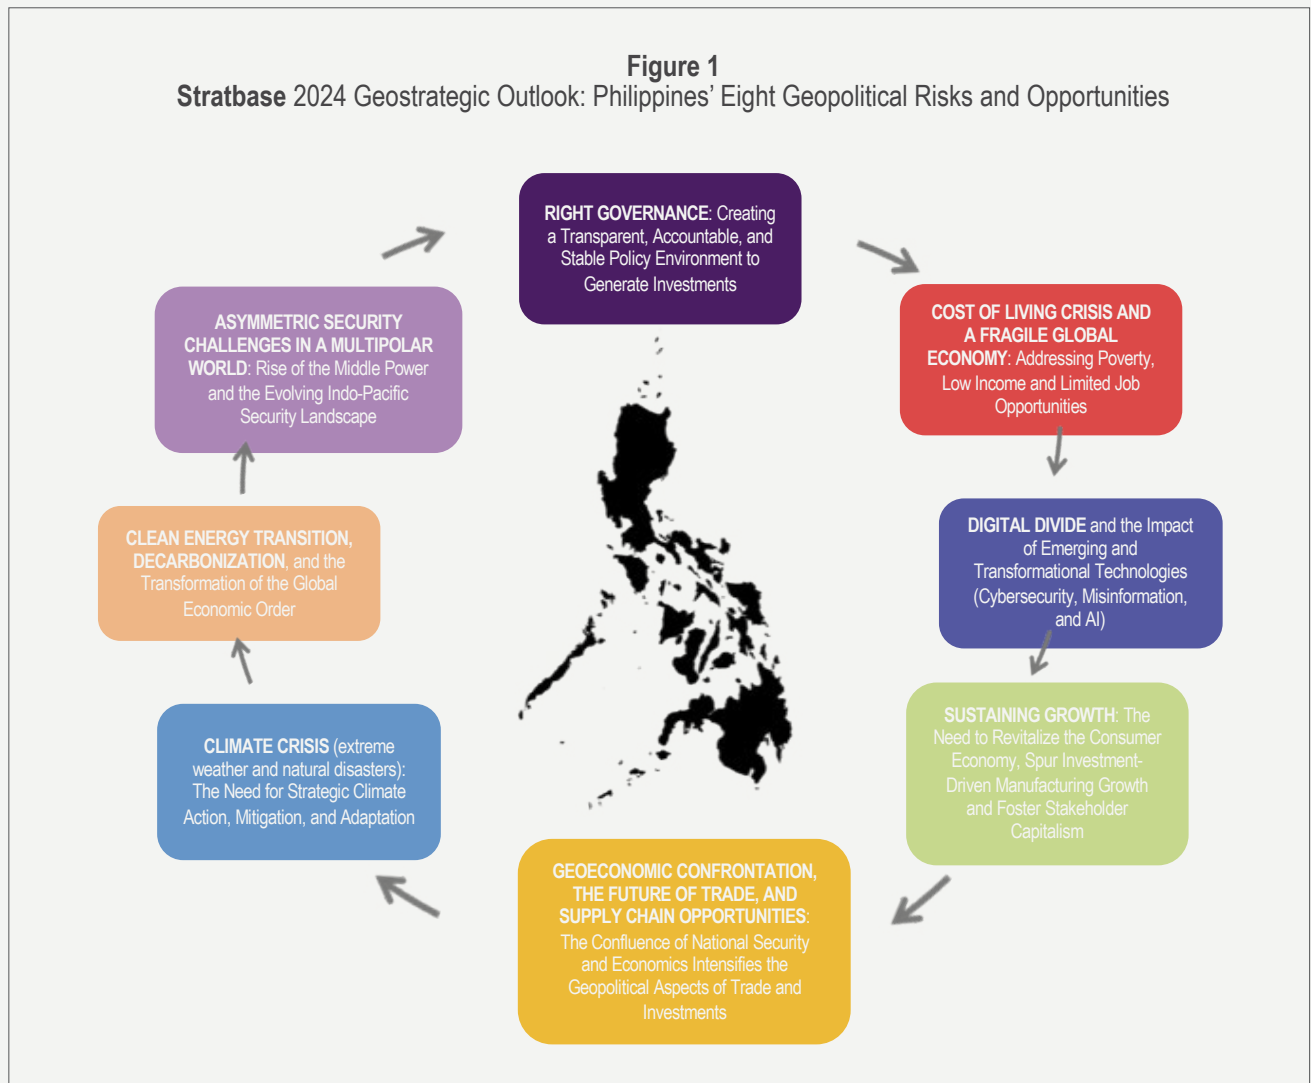 Figure 1
Stratbase 2024 Geostrategic Outlook: Philippines’ Eight Geopolitical Risks and Opportunities
RIGHT GOVERNANCE: Creating
a Transparent, Accountable, and
Stable Policy Environment to
Generate Investments
COST OF LIVING CRISIS AND
A FRAGILE GLOBAL
ECONOMY: Addressing Poverty,
Low Income and Limited Job
Opportunities
DIGITAL DIVIDE and the Impact
of Emerging and
Transformational Technologies
(Cybersecurity, Misinformation,
and AI)
SUSTAINING GROWTH: The
Need to Revitalize the Consumer
Economy, Spur Investment-
Driven Manufacturing Growth
and Foster Stakeholder
Capitalism
GEOECONOMIC CONFRONTATION,
THE FUTURE OF TRADE, AND
SUPPLY CHAIN OPPORTUNITIES:
The Confluence of National Security
and Economics Intensifies the
Geopolitical Aspects of Trade and
Investments
CLIMATE CRISIS (extreme
weather and natural disasters):
The Need for Strategic Climate
Action, Mitigation, and Adaptation
CLEAN ENERGY TRANSITION,
DECARBONIZATION, and the
Transformation of the Global
Economic Order
ASYMMETRIC SECURITY
CHALLENGES IN A MULTIPOLAR
WORLD: Rise of the Middle Power
and the Evolving Indo-Pacific
Security Landscape